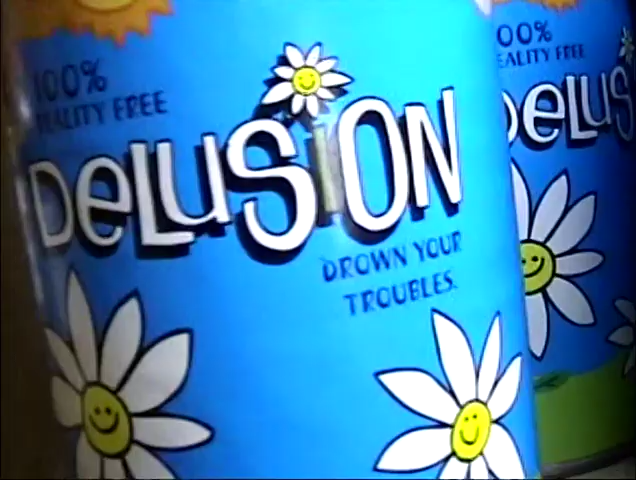 100%
REALITY FREE
DeLUSiON
DROWN YOUR
TROUBLES.
100%
REALITY FREE
DeLUS